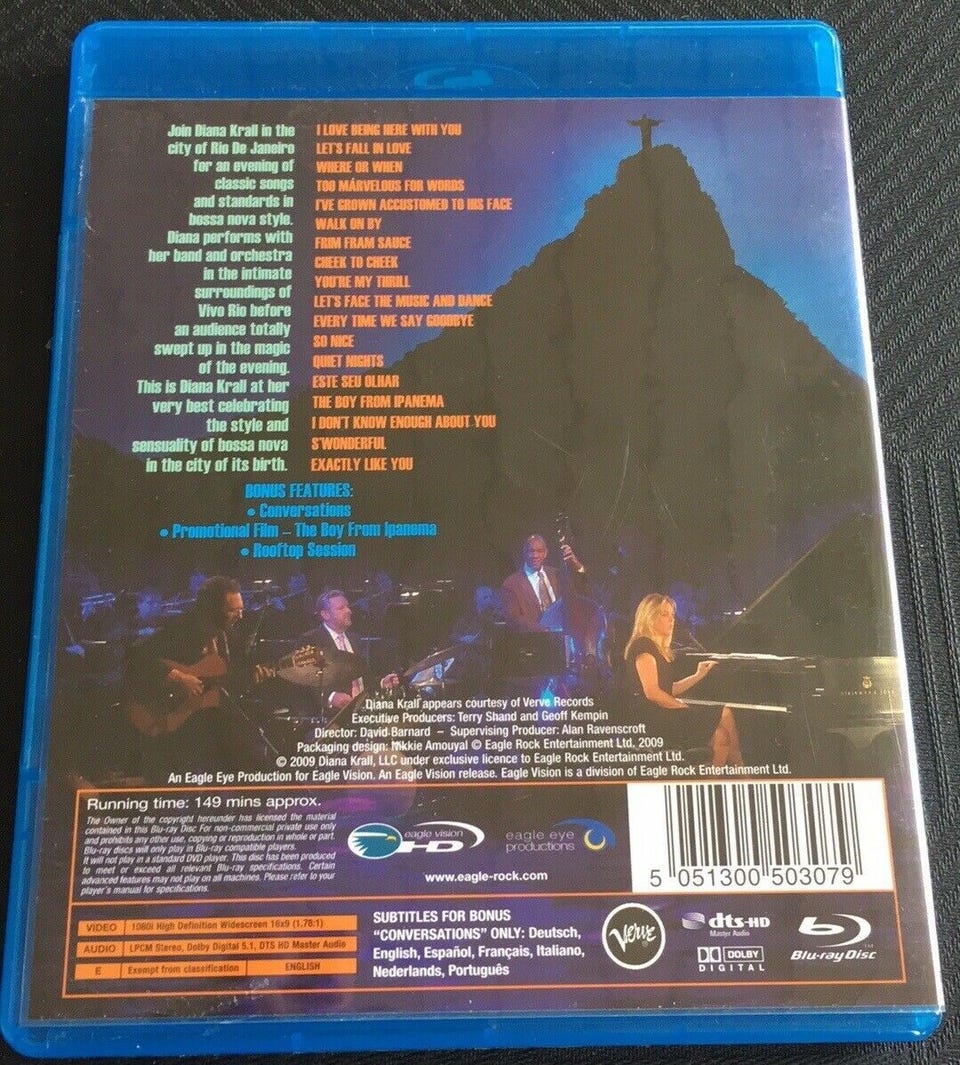 Join Diana Krall in the
city of Rio De Janeiro
for an evening of
classic songs
and standards in
bossa nova style.
Diana performs with
her band and orchestra
in the intimate
surroundings of
Vivo Rio before
an audience totally
swept up in the magic
of the evening.
This is Diana Krall at her
very best celebrating
the style and
sensuality of bossa nova
in the city of its birth.
I LOVE BEING HERE WITH YOU
LET'S FALL IN LOVE
WHERE OR WHEN
TOO MARVELOUS FOR WORDS
I'VE GROWN ACCUSTOMED TO HIS FACE
WALK ON BY
FRIM FRAM SAUCE
CHEEK TO CHEEK
YOU'RE MY THRILL
LET'S FACE THE MUSIC AND DANCE
EVERY TIME WE SAY GOODBYE
SO NICE
QUIET NIGHTS
ESTE SEU OLHAR
THE BOY FROM IPANEMA
I DON'T KNOW ENOUGH ABOUT YOU
S'WONDERFUL
EXACTLY LIKE YOU
BONUS FEATURES:
• Conversations
• Promotional Film – The Boy From Ipanema
• Rooftop Session
Diana Krall appears courtesy of Verve Records
Executive Producers: Terry Shand and Geoff Kempin
Director: David Barnard – Supervising Producer: Alan Ravenscroft
Packaging design: Nikkie Amouyal © Eagle Rock Entertainment Ltd. 2009
© 2009 Diana Krall, LLC under exclusive licence to Eagle Rock Entertainment Ltd.
An Eagle Eye Production for Eagle Vision. An Eagle Vision release. Eagle Vision is a division of Eagle Rock Entertainment Ltd.
Running time: 149 mins approx.
The Owner of the copyright hereunder has licensed the material
contained in this Blu-ray Disc For non-commercial private use only
and prohibits any other use, copying or reproduction in whole or part.
Blu-ray discs will only play in Blu-ray compatible players.
It will not play in a standard DVD player. This disc has been produced
to meet or exceed all relevant Blu-ray specifications. Certain
advanced features may not play on all machines. Please refer to your
player's manual for specifications.
eagle vision
HD
eagle eye
productions
www.eagle-rock.com
5 051300 503079
VIDEO 1080i High Definition Widescreen 16x9 (1.78:1)
AUDIO LPCM Stereo, Dolby Digital 5.1, DTS HD Master Audio
E Exempt from classification ENGLISH
SUBTITLES FOR BONUS
"CONVERSATIONS" ONLY: Deutsch,
English, Español, Français, Italiano,
Nederlands, Português
Verve
dts-HD
Master Audio
DOLBY
DIGITAL
Blu-ray Disc
TM